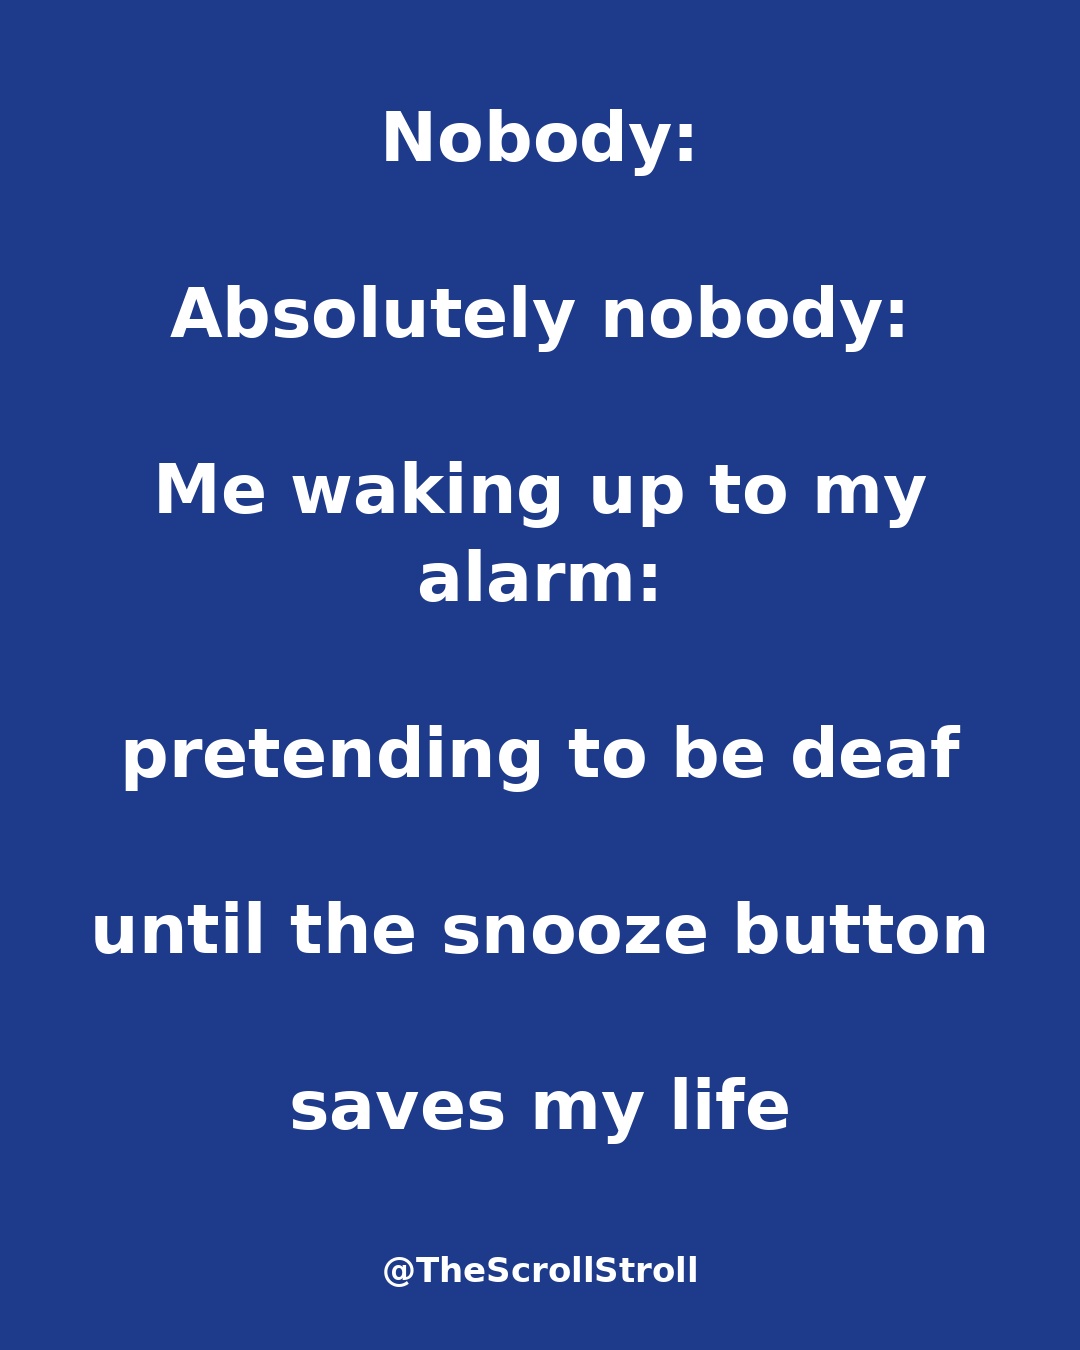 Nobody:
Absolutely nobody:
Me waking up to my
alarm:
pretending to be deaf
until the snooze button
saves my life
@TheScrollStroll